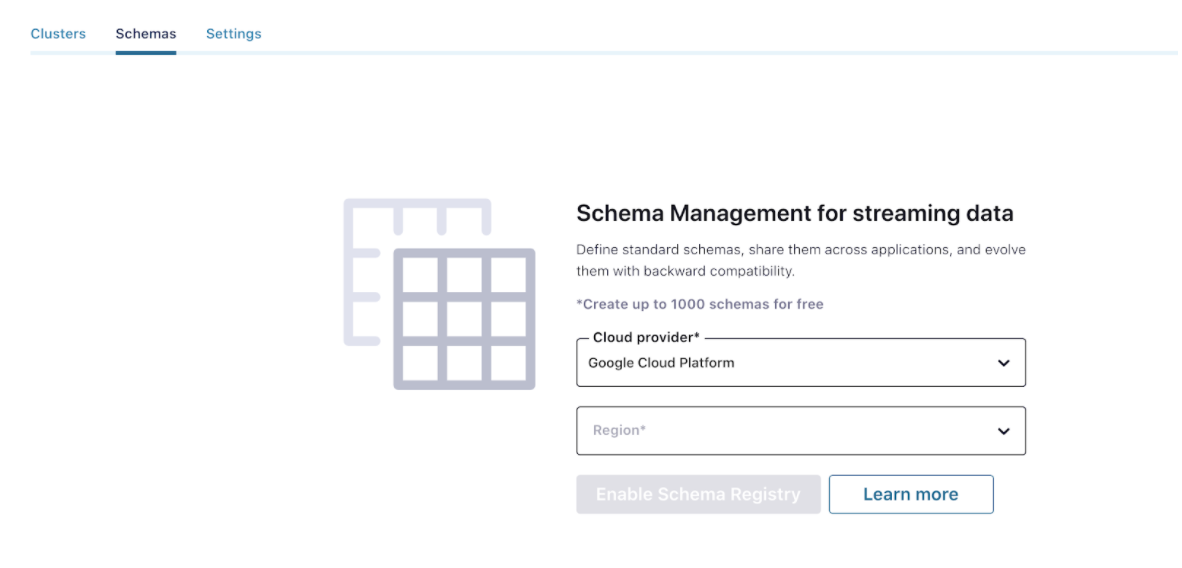 Clusters Schemas Settings
Schema Management for streaming data
Define standard schemas, share them across applications, and evolve
them with backward compatibility.
*Create up to 1000 schemas for free
Cloud provider*
Google Cloud Platform
Region*
Enable Schema Registry Learn more